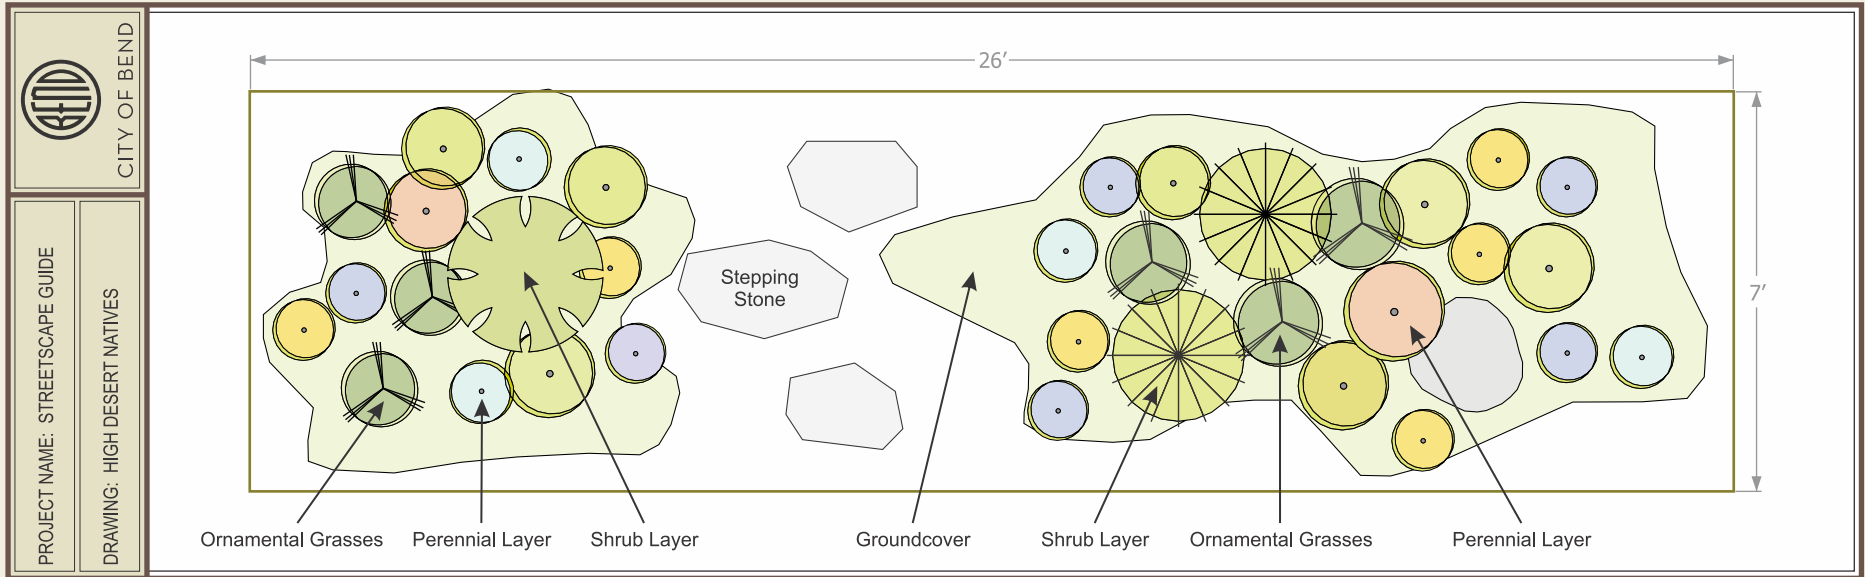 BEND
CITY OF BEND
PROJECT NAME: STREETSCAPE GUIDE
DRAWING: HIGH DESERT NATIVES
26′
7′
Stepping
Stone
Ornamental Grasses
Perennial Layer
Shrub Layer
Groundcover
Shrub Layer
Ornamental Grasses
Perennial Layer